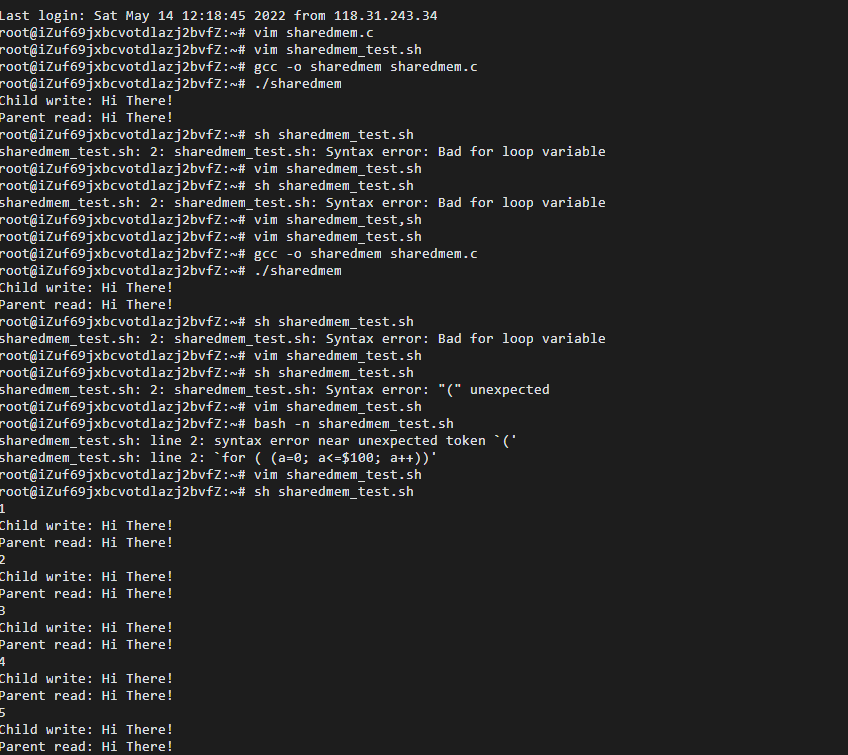 Last login: Sat May 14 12:18:45 2022 from 118.31.243.34
root@iZuf69jxbcvotdlazj2bvfZ:~# vim sharedmem.c
root@iZuf69jxbcvotdlazj2bvfZ:~# vim sharedmem_test.sh
root@iZuf69jxbcvotdlazj2bvfZ:~# gcc -o sharedmem sharedmem.c
root@iZuf69jxbcvotdlazj2bvfZ:~# ./sharedmem
Child write: Hi There!
Parent read: Hi There!
root@iZuf69jxbcvotdlazj2bvfZ:~# sh sharedmem_test.sh
sharedmem_test.sh: 2: sharedmem_test.sh: Syntax error: Bad for loop variable
root@iZuf69jxbcvotdlazj2bvfZ:~# vim sharedmem_test.sh
root@iZuf69jxbcvotdlazj2bvfZ:~# sh sharedmem_test.sh
sharedmem_test.sh: 2: sharedmem_test.sh: Syntax error: Bad for loop variable
root@iZuf69jxbcvotdlazj2bvfZ:~# vim sharedmem_test,sh
root@iZuf69jxbcvotdlazj2bvfZ:~# vim sharedmem_test.sh
root@iZuf69jxbcvotdlazj2bvfZ:~# gcc -o sharedmem sharedmem.c
root@iZuf69jxbcvotdlazj2bvfZ:~# ./sharedmem
Child write: Hi There!
Parent read: Hi There!
root@iZuf69jxbcvotdlazj2bvfZ:~# sh sharedmem_test.sh
sharedmem_test.sh: 2: sharedmem_test.sh: Syntax error: Bad for loop variable
root@iZuf69jxbcvotdlazj2bvfZ:~# vim sharedmem_test.sh
root@iZuf69jxbcvotdlazj2bvfZ:~# sh sharedmem_test.sh
sharedmem_test.sh: 2: sharedmem_test.sh: Syntax error: "(" unexpected
root@iZuf69jxbcvotdlazj2bvfZ:~# vim sharedmem_test.sh
root@iZuf69jxbcvotdlazj2bvfZ:~# bash -n sharedmem_test.sh
sharedmem_test.sh: line 2: syntax error near unexpected token `('
sharedmem_test.sh: line 2: `for ( (a=0; a<=$100; a++))'
root@iZuf69jxbcvotdlazj2bvfZ:~# vim sharedmem_test.sh
root@iZuf69jxbcvotdlazj2bvfZ:~# sh sharedmem_test.sh
1
Child write: Hi There!
Parent read: Hi There!
2
Child write: Hi There!
Parent read: Hi There!
3
Child write: Hi There!
Parent read: Hi There!
4
Child write: Hi There!
Parent read: Hi There!
5
Child write: Hi There!
Parent read: Hi There!